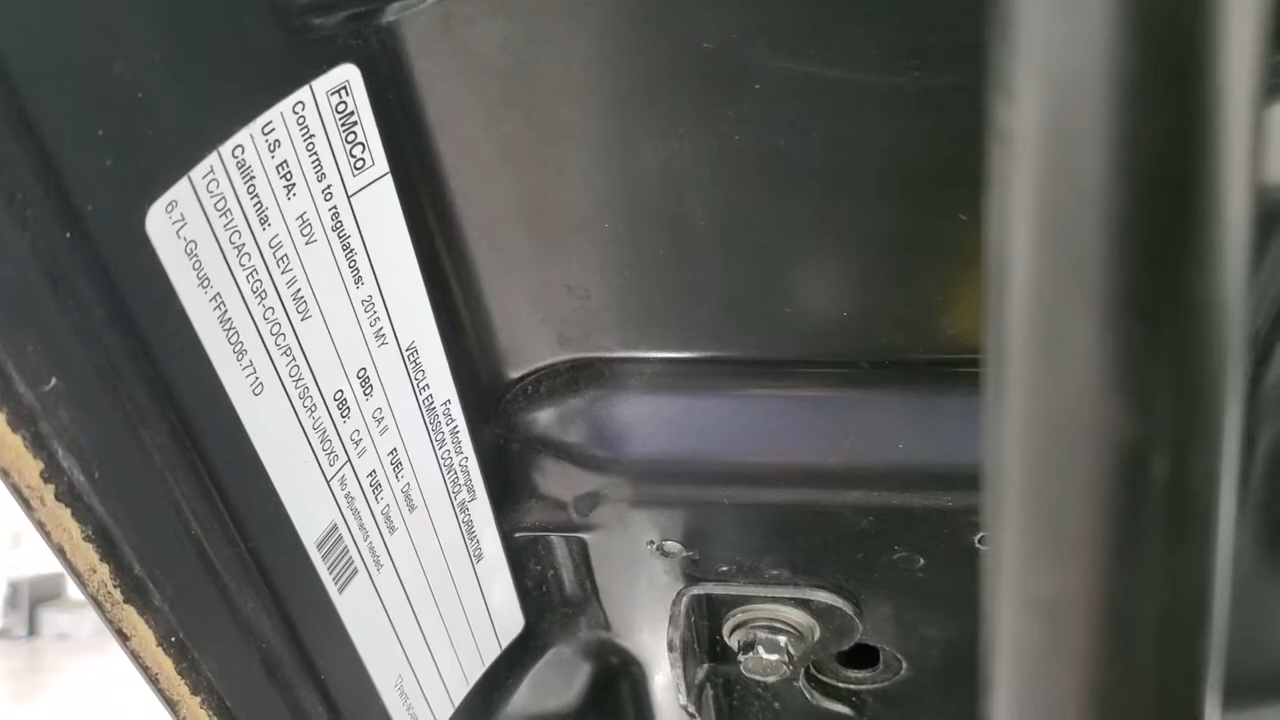 FoMoCo
Ford Motor Company
VEHICLE EMISSION CONTROL INFORMATION
Conforms to regulations: 2015 MY
U.S. EPA: HDV OBD: CA II FUEL: Diesel
California: ULEV II MDV OBD: CA II FUEL: Diesel
TC/DFI/CAC/EGR-C/OC/PTOX/SCR-U/NOXS No adjustments needed.
6.7L-Group: FFMXD06.771D